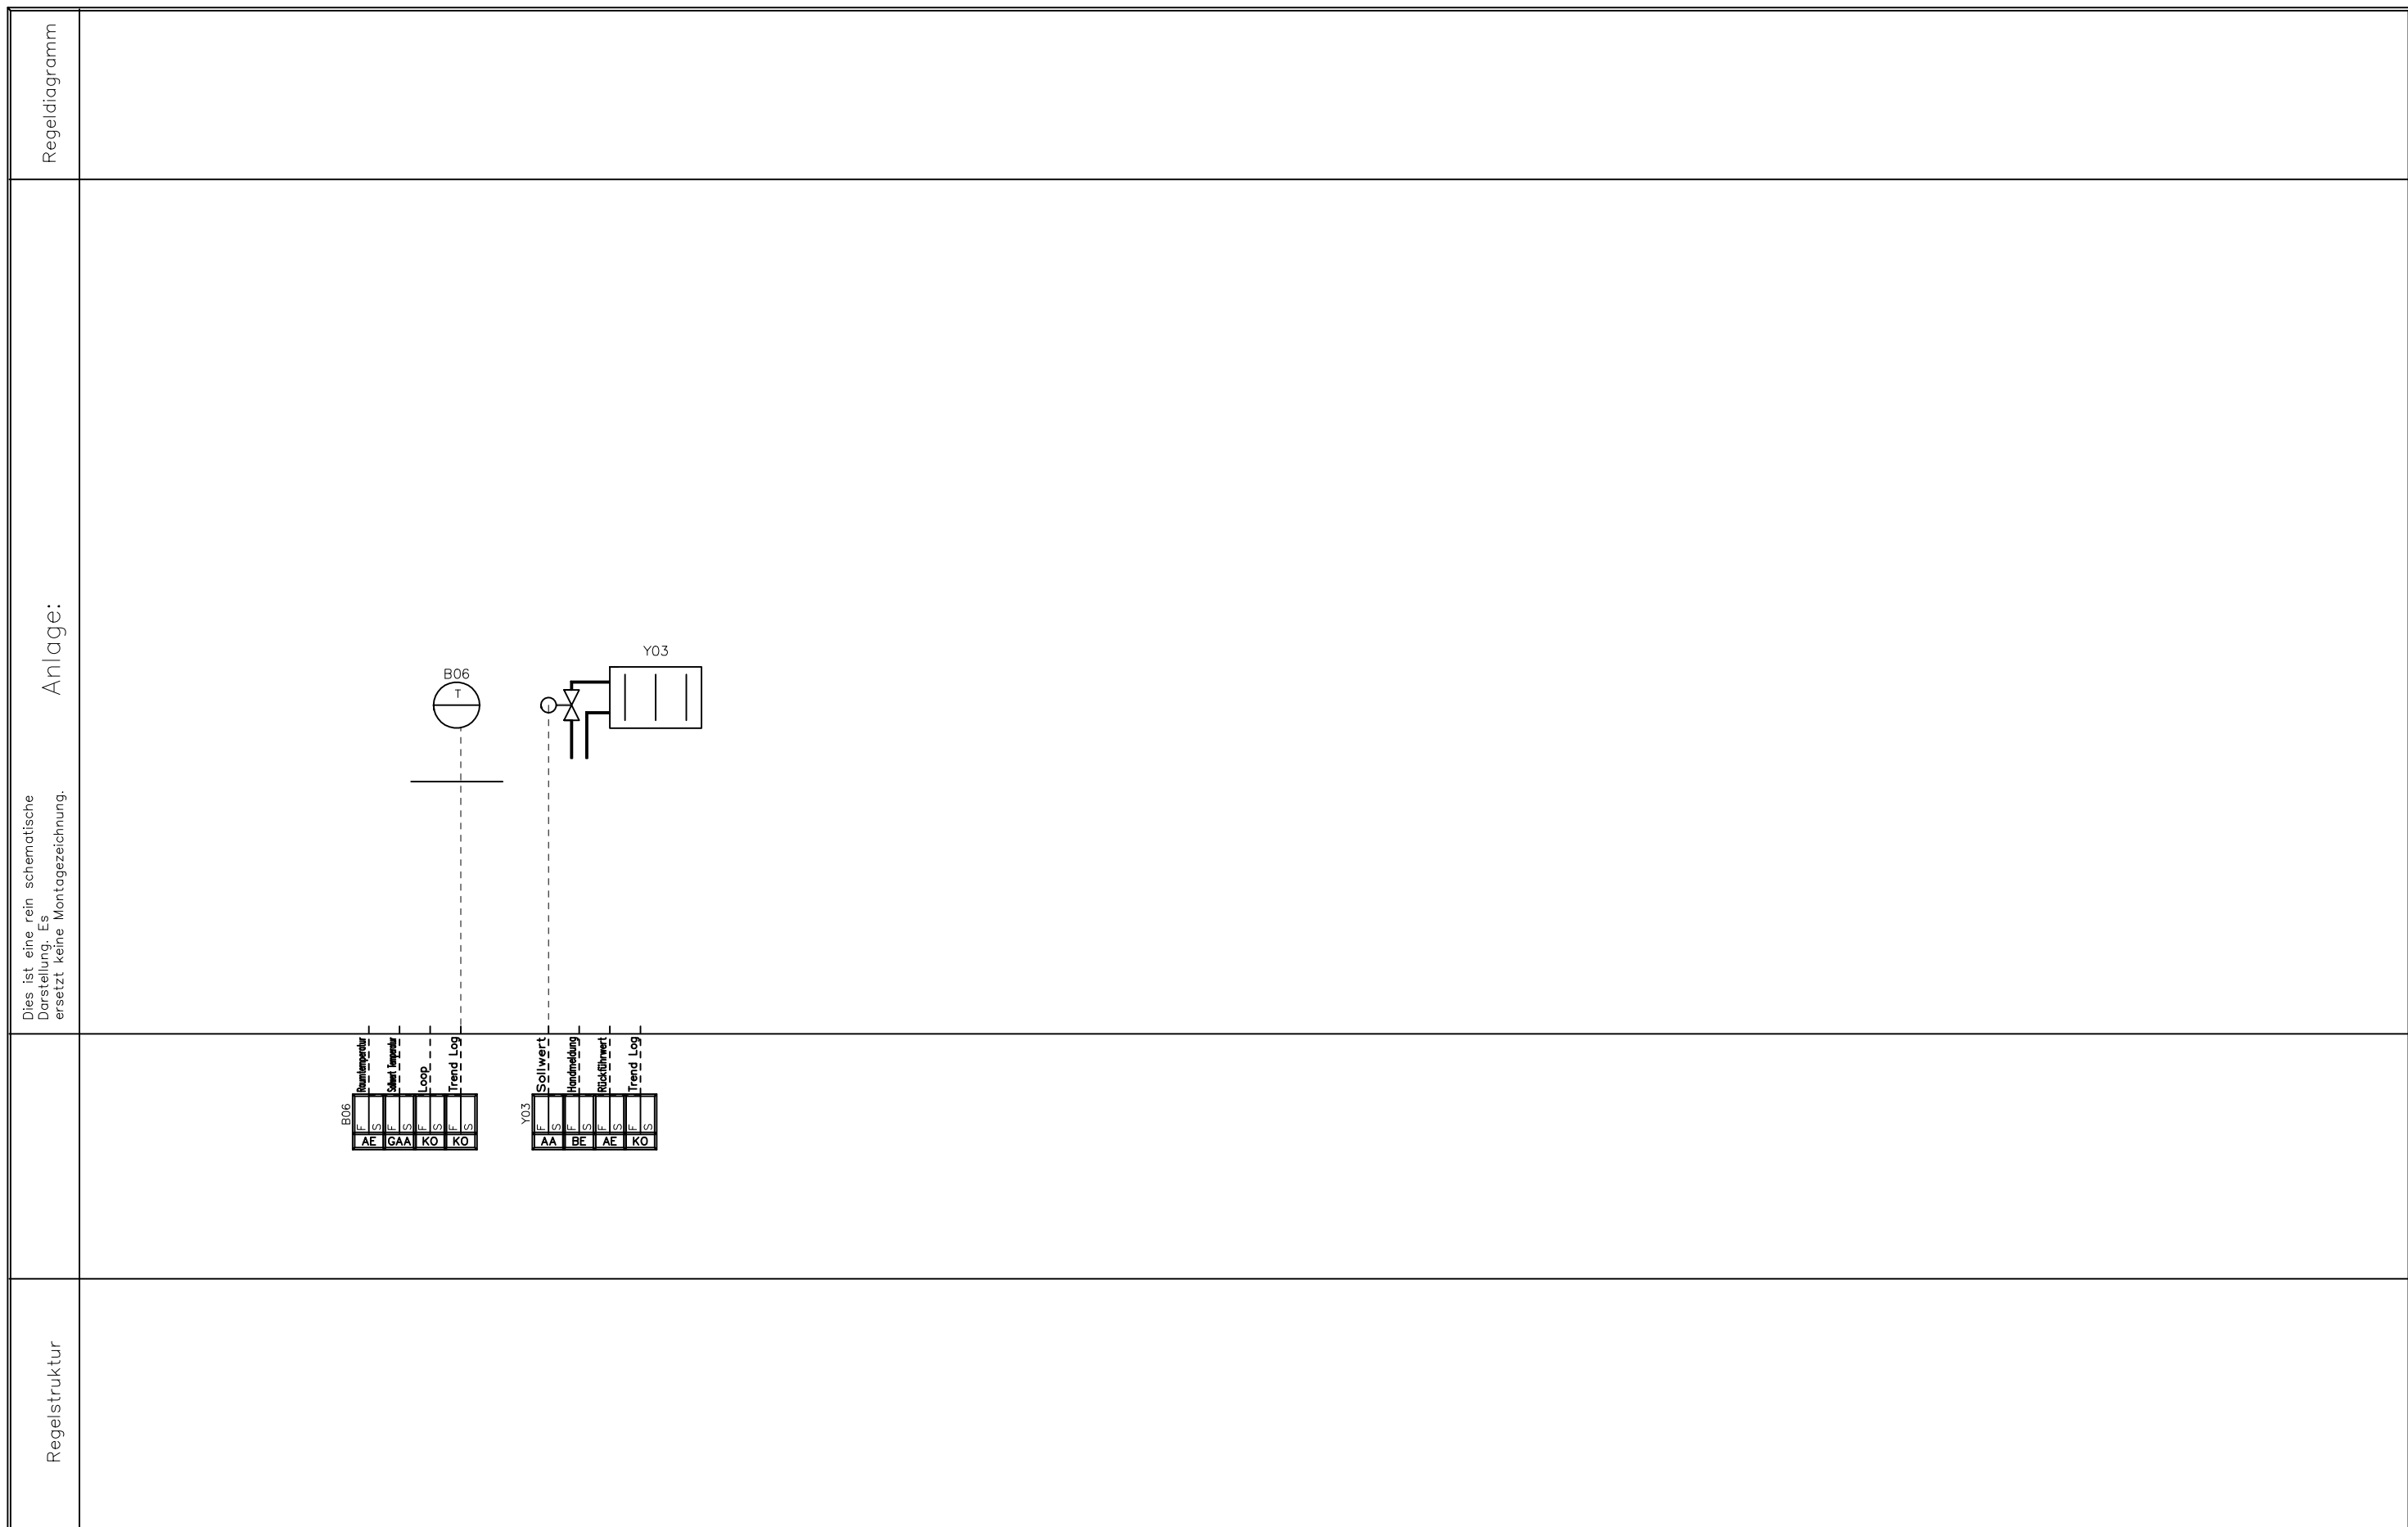 Regeldiagramm
Anlage:
Dies ist eine rein schematische
Darstellung. Es
ersetzt keine Montagezeichnung.
B06
T
Y03
Raumtemperatur
Sollwert Temperatur
Loop
Trend Log
Sollwert
Handmeldung
Rückführwert
Trend Log
B06
F S F S F S F S
AE GAA KO KO
Y03
F S F S F S F S
AA BE AE KO
Regelstruktur